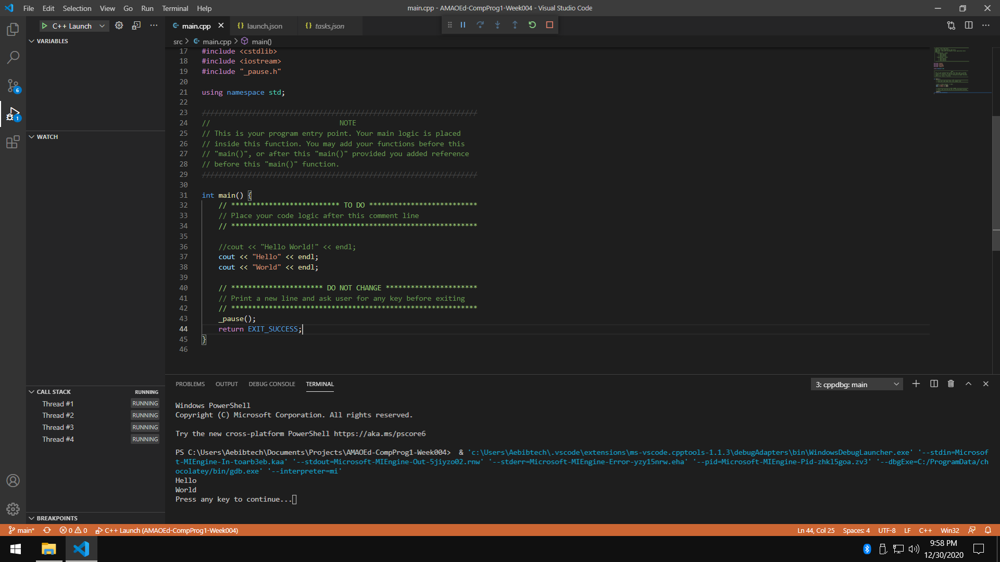 File Edit Selection View Go Run Terminal Help
main.cpp - AMAOEd-CompProg1-Week004 - Visual Studio Code
C++ Launch
main.cpp
launch.json
tasks.json
src > main.cpp > main()
VARIABLES
WATCH
CALL STACK RUNNING
Thread #1 RUNNING
Thread #2 RUNNING
Thread #3 RUNNING
Thread #4 RUNNING
BREAKPOINTS
6
1
17 #include <cstdlib>
18 #include <iostream>
19 #include "_pause.h"
20
21 using namespace std;
22
23 //////////////////////////////////////////////////////////////////
24 // NOTE
25 // This is your program entry point. Your main logic is placed
26 // inside this function. You may add your functions before this
27 // "main()", or after this "main()" provided you added reference
28 // before this "main()" function.
29 //////////////////////////////////////////////////////////////////
30
31 int main() {
32 // ************************** TO DO **************************
33 // Place your code logic after this comment line
34 // ***********************************************************
35
36 //cout << "Hello World!" << endl;
37 cout << "Hello" << endl;
38 cout << "World" << endl;
39
40 // ********************** DO NOT CHANGE **********************
41 // Print a new line and ask user for any key before exiting
42 // ***********************************************************
43 _pause();
44 return EXIT_SUCCESS;
45 }
46
PROBLEMS OUTPUT DEBUG CONSOLE TERMINAL
3: cppdbg: main
Windows PowerShell
Copyright (C) Microsoft Corporation. All rights reserved.
Try the new cross-platform PowerShell https://aka.ms/pscore6
PS C:\Users\Aebibtech\Documents\Projects\AMAOEd-CompProg1-Week004> & 'c:\Users\Aebibtech\.vscode\extensions\ms-vscode.cpptools-1.1.3\debugAdapters\bin\WindowsDebugLauncher.exe' '--stdin=Microsof
t-MIEngine-In-toarb3eb.kaa' '--stdout=Microsoft-MIEngine-Out-5jiyzo02.rnw' '--stderr=Microsoft-MIEngine-Error-yzy15nrw.eha' '--pid=Microsoft-MIEngine-Pid-zhkl5goa.zv3' '--dbgExe=C:/ProgramData/ch
ocolatey/bin/gdb.exe' '--interpreter=mi'
Hello
World
Press any key to continue...
main* 0 0 C++ Launch (AMAOEd-CompProg1-Week004)
Ln 44, Col 25 Spaces: 4 UTF-8 LF C++ Win32
9:58 PM
12/30/2020